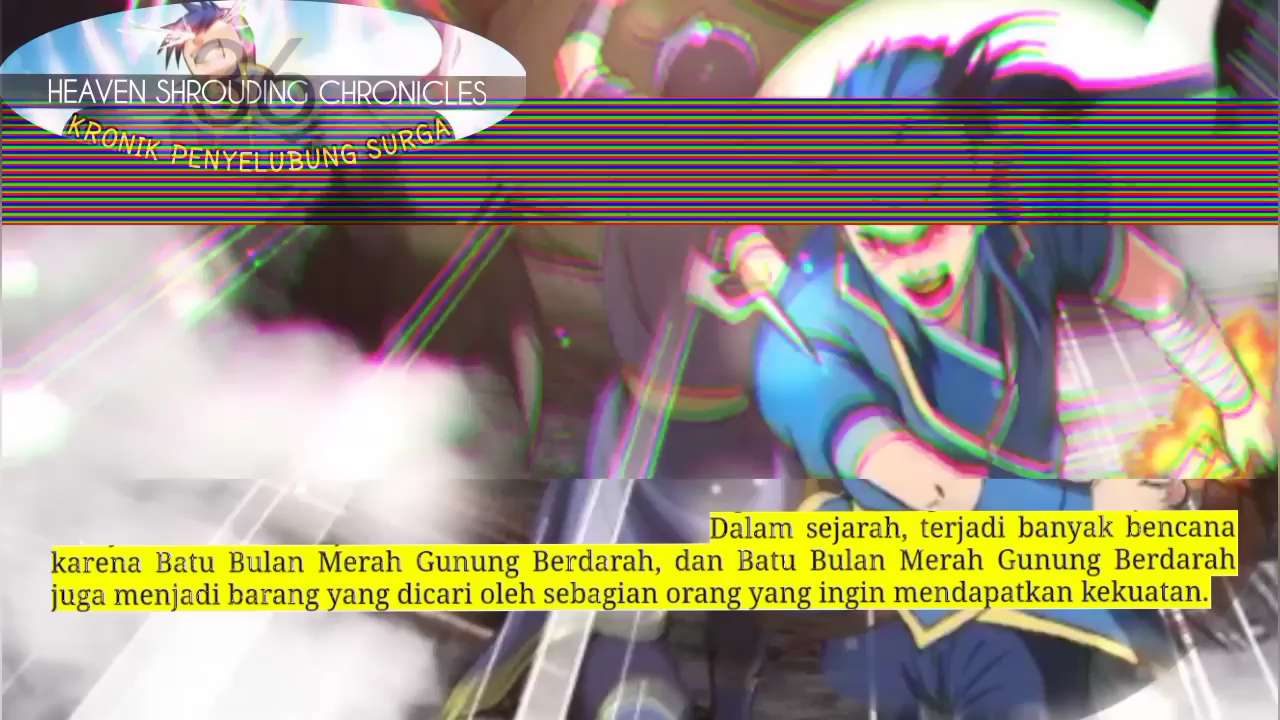 36
HEAVEN SHROUDING CHRONICLES
KRONIK PENYELUBUNG SURGA
Dalam sejarah, terjadi banyak bencana
karena Batu Bulan Merah Gunung Berdarah, dan Batu Bulan Merah Gunung Berdarah
juga menjadi barang yang dicari oleh sebagian orang yang ingin mendapatkan kekuatan.